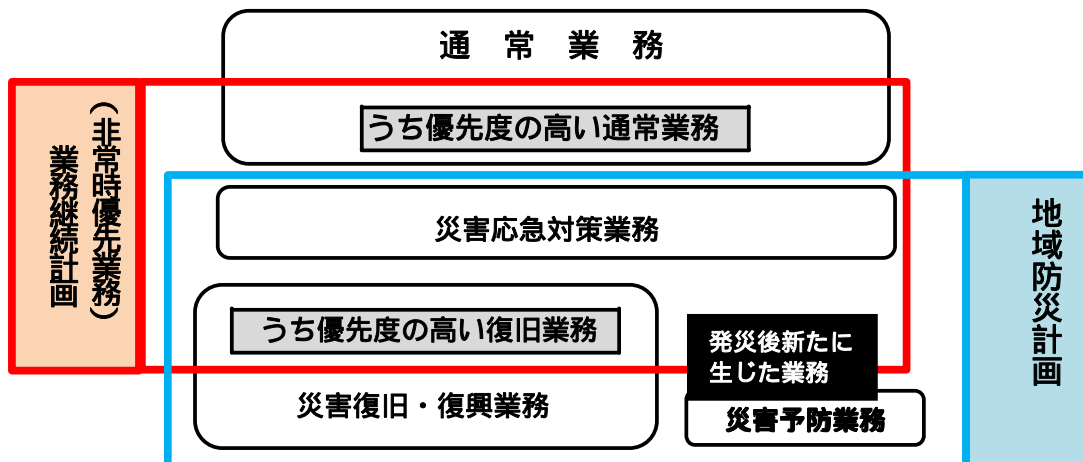 通常業務
うち優先度の高い通常業務
業務継続計画
（非常時優先業務）
災害応急対策業務
地域防災計画
うち優先度の高い復旧業務
災害復旧・復興業務
発災後新たに
生じた業務
災害予防業務